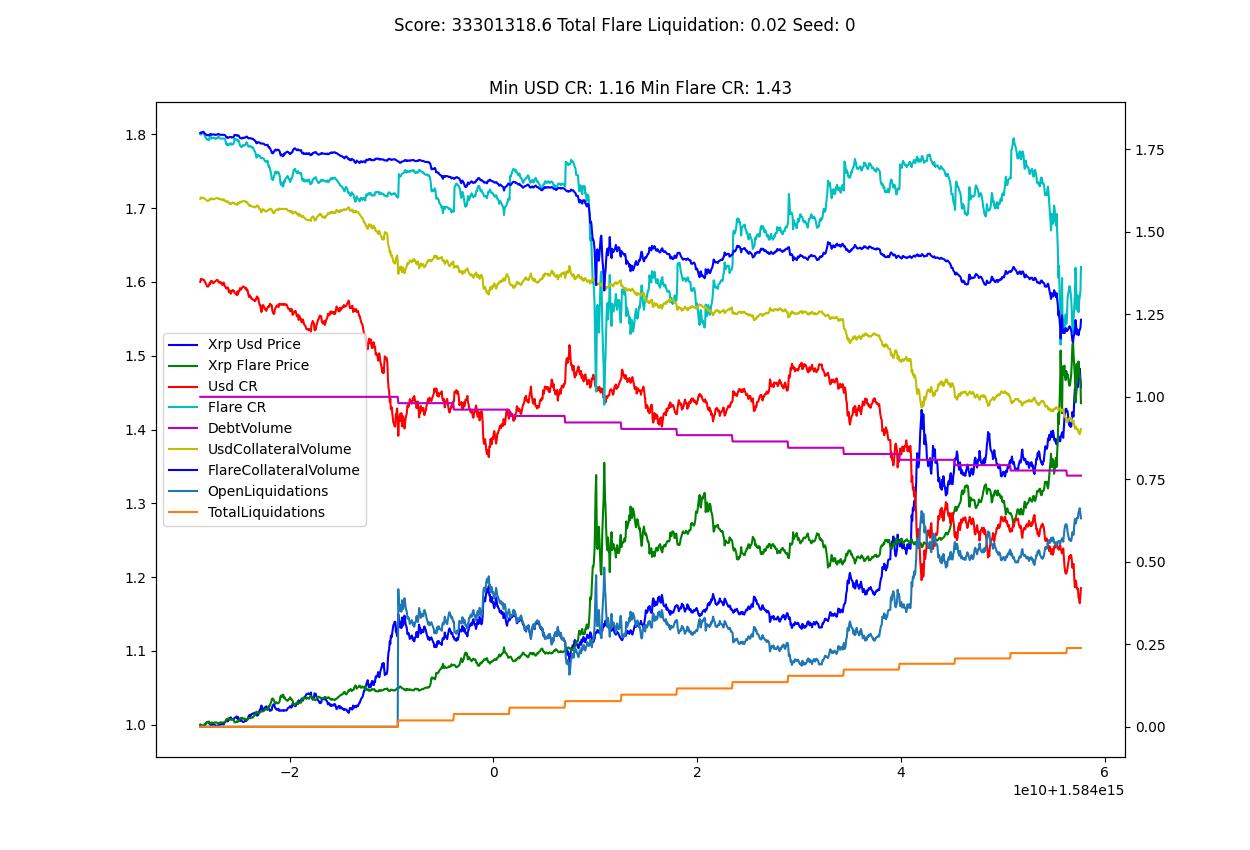 Score: 33301318.6 Total Flare Liquidation: 0.02 Seed: 0
Min USD CR: 1.16 Min Flare CR: 1.43
1.8
1.7
1.6
1.5
1.4
1.3
1.2
1.1
1.0
1.75
1.50
1.25
1.00
0.75
0.50
0.25
0.00
Xrp Usd Price
Xrp Flare Price
Usd CR
Flare CR
DebtVolume
UsdCollateralVolume
FlareCollateralVolume
OpenLiquidations
TotalLiquidations
−2 0 2 4 6
1e10+1.584e15